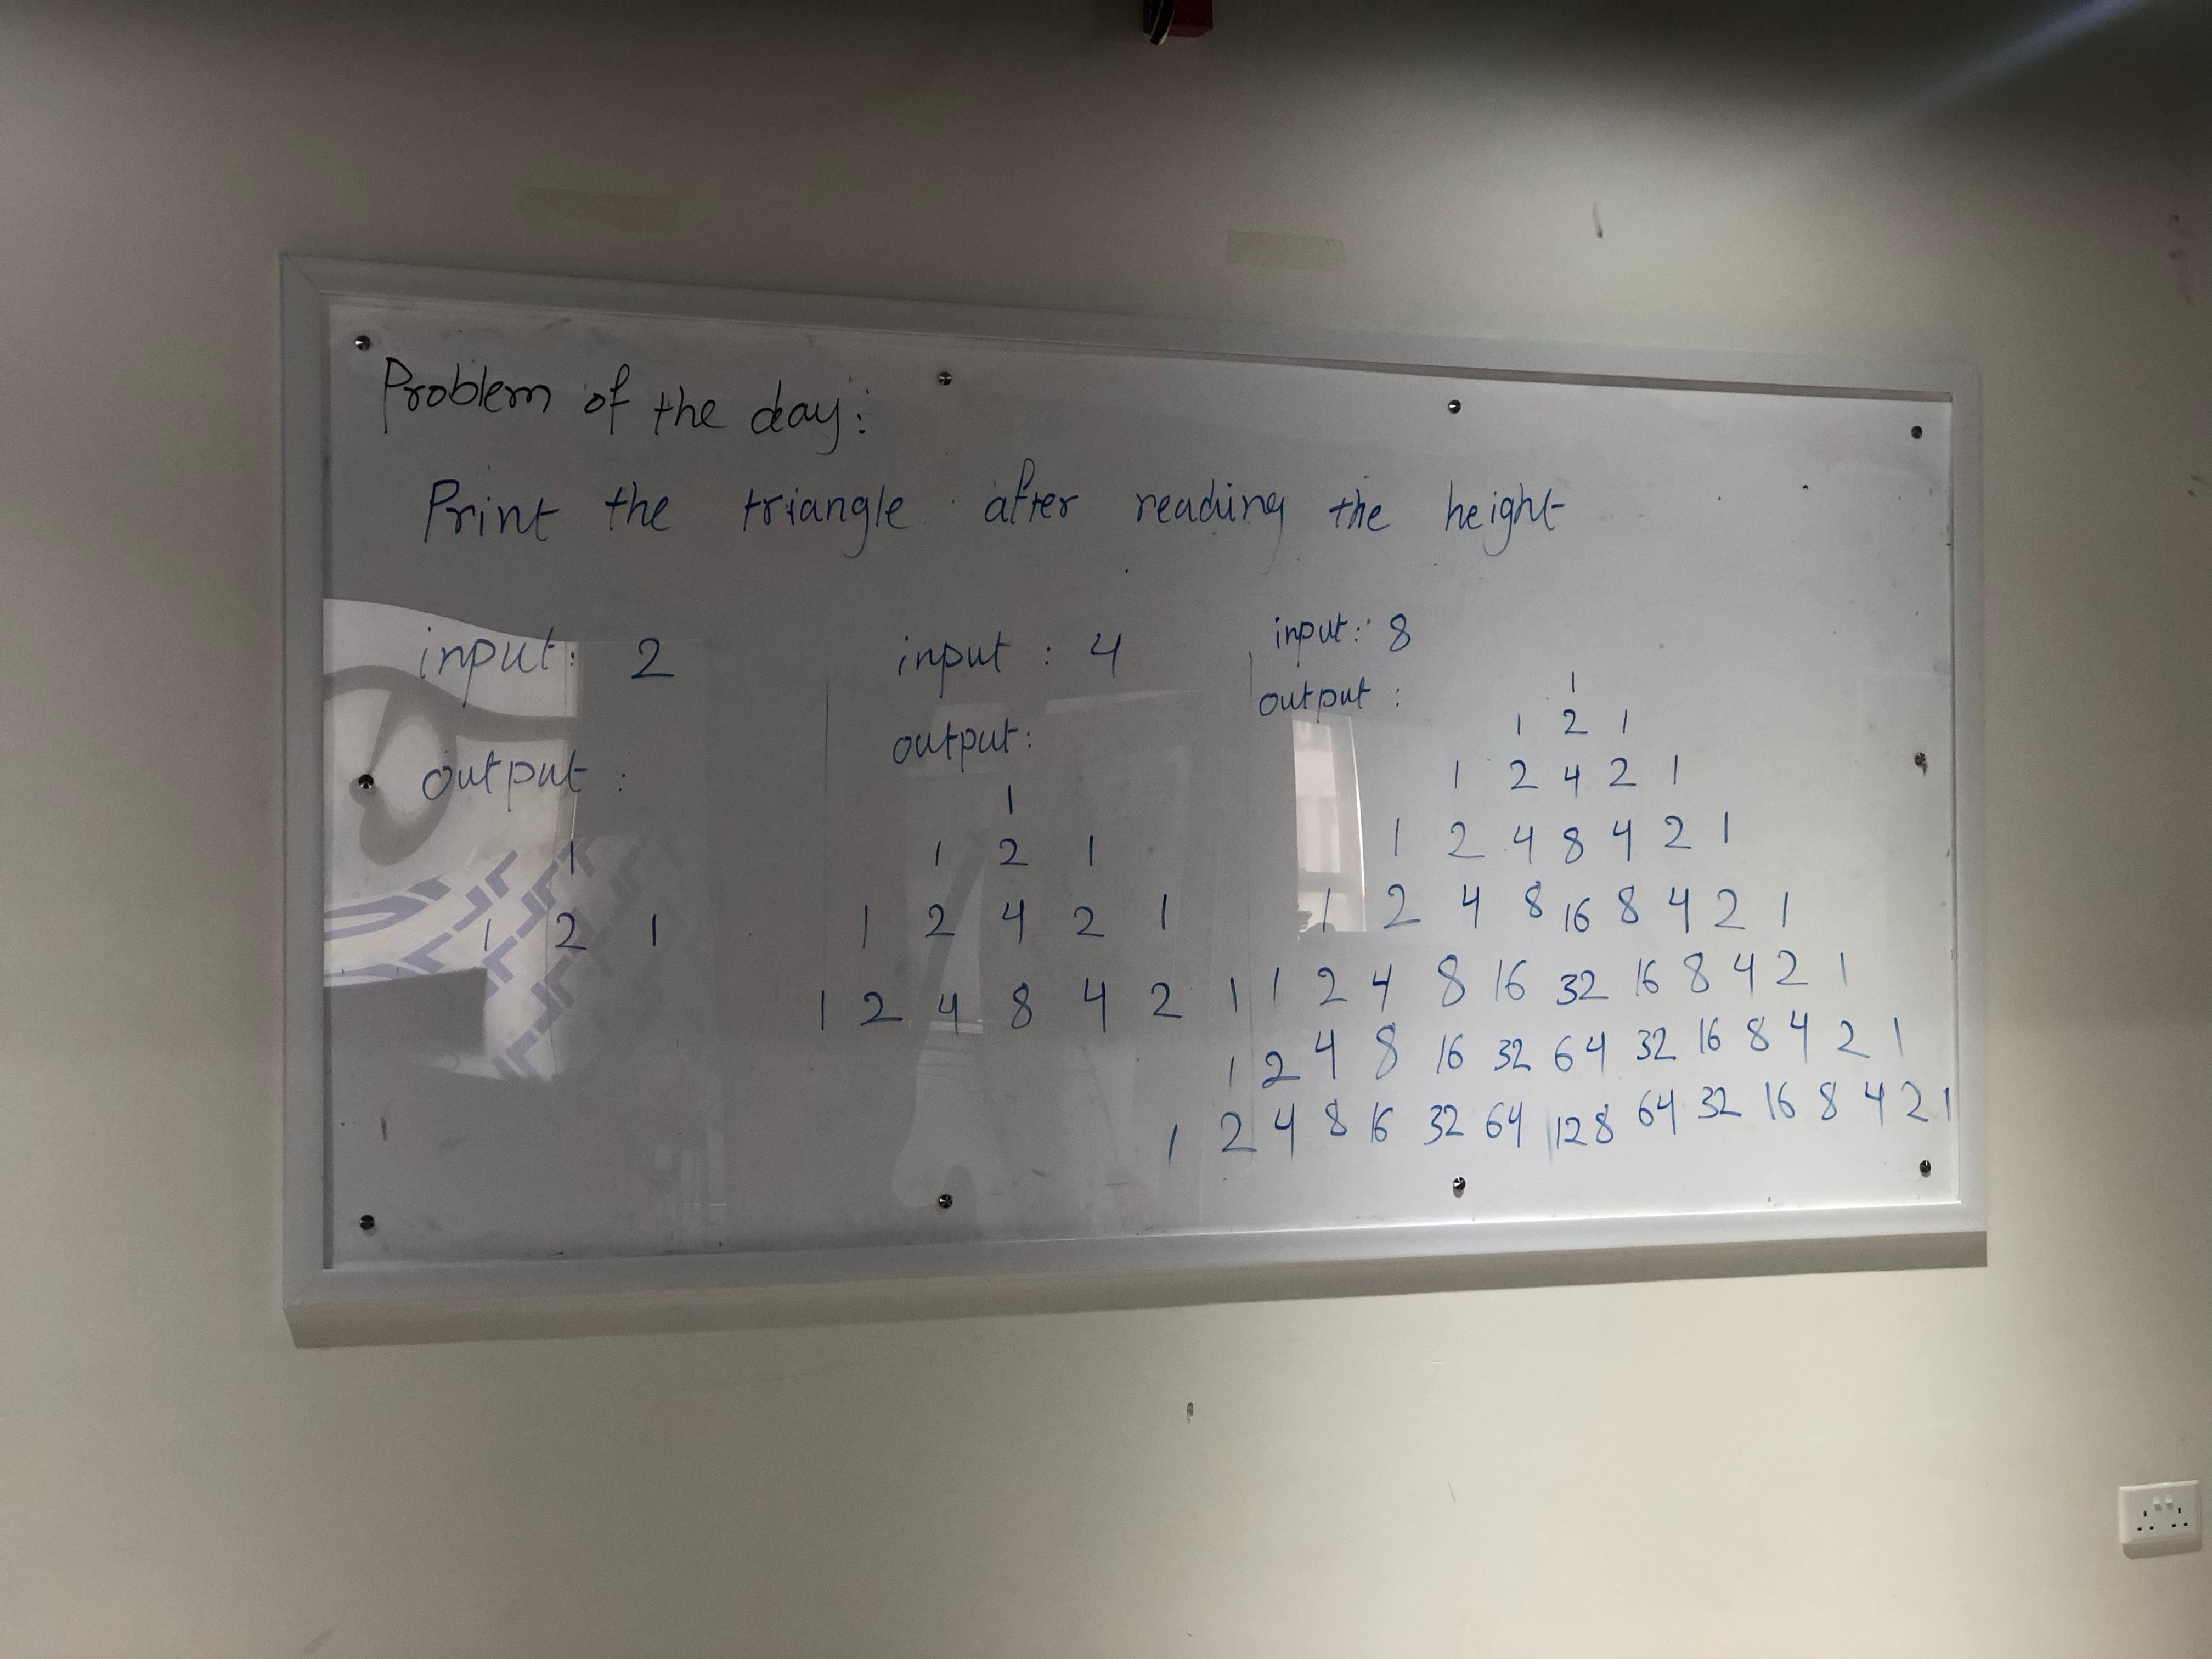 Problem of the day:
Print the triangle after reading the height
input: 2
output:
1
1 2 1
input: 4
output:
1
1 2 1
1 2 4 2 1
1 2 4 8 4 2 1
input: 8
output:
1
1 2 1
1 2 4 2 1
1 2 4 8 4 2 1
1 2 4 8 16 8 4 2 1
1 2 4 8 16 32 16 8 4 2 1
1 2 4 8 16 32 64 32 16 8 4 2 1
1 2 4 8 16 32 64 128 64 32 16 8 4 2 1